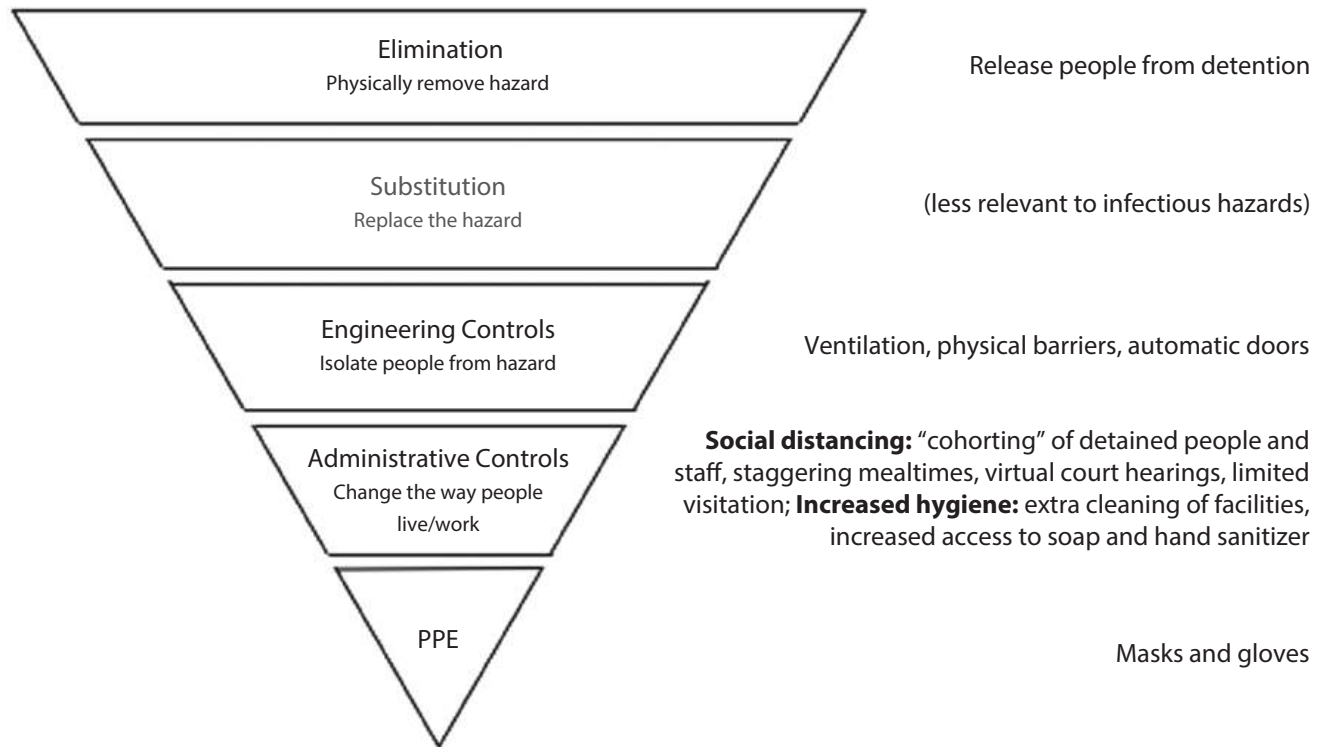 Elimination
Physically remove hazard
Release people from detention
Substitution
Replace the hazard
(less relevant to infectious hazards)
Engineering Controls
Isolate people from hazard
Ventilation, physical barriers, automatic doors
Administrative Controls
Change the way people
live/work
Social distancing: “cohorting” of detained people and
staff, staggering mealtimes, virtual court hearings, limited
visitation; Increased hygiene: extra cleaning of facilities,
increased access to soap and hand sanitizer
PPE
Masks and gloves